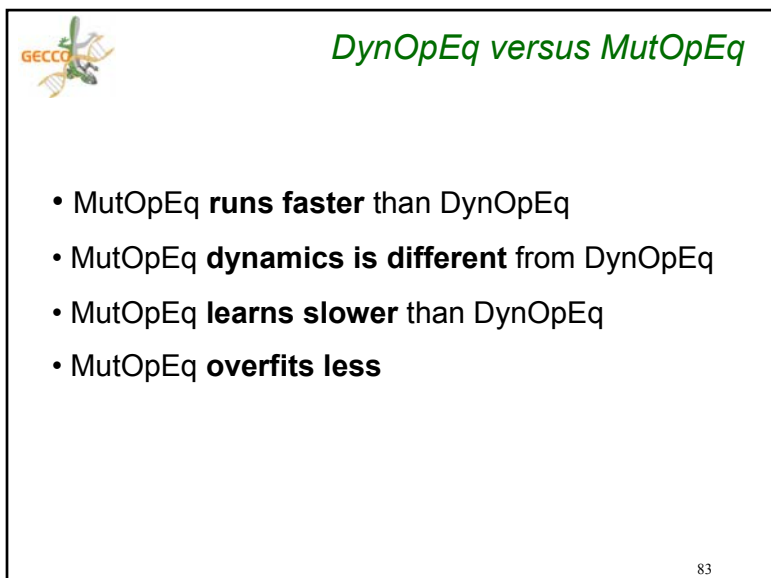 GECCO
DynOpEq versus MutOpEq
• MutOpEq runs faster than DynOpEq
• MutOpEq dynamics is different from DynOpEq
• MutOpEq learns slower than DynOpEq
• MutOpEq overfits less
83